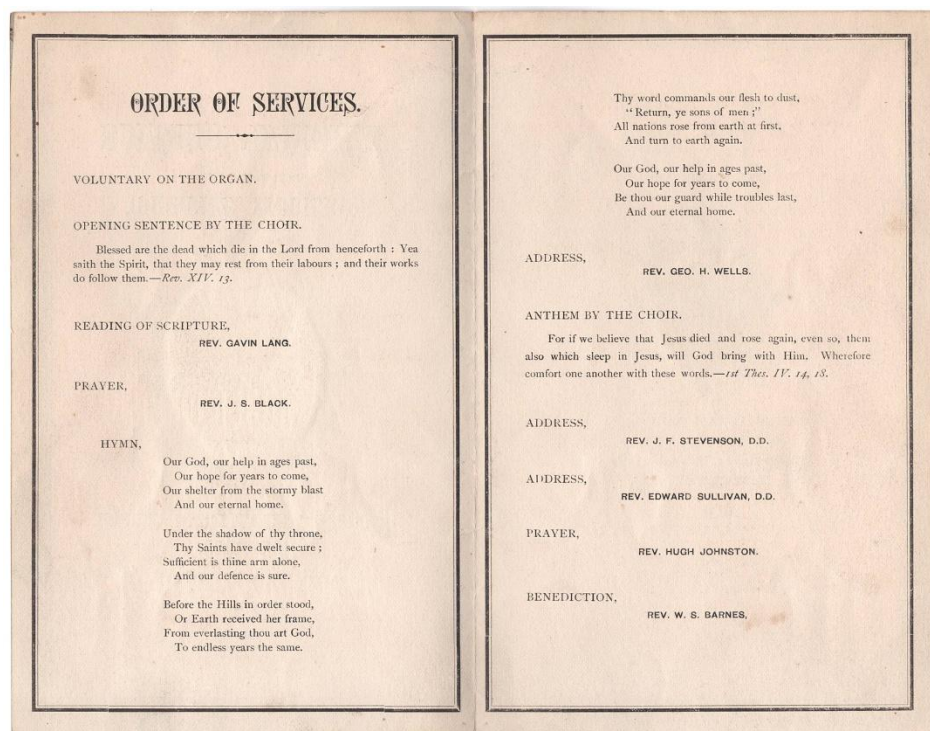 ORDER OF SERVICES.
VOLUNTARY ON THE ORGAN.
OPENING SENTENCE BY THE CHOIR.
Blessed are the dead which die in the Lord from henceforth : Yea
saith the Spirit, that they may rest from their labours ; and their works
do follow them.—Rev. XIV. 13.
READING OF SCRIPTURE,
REV. GAVIN LANG.
PRAYER,
REV. J. S. BLACK.
HYMN,
Our God, our help in ages past,
Our hope for years to come,
Our shelter from the stormy blast
And our eternal home.
Under the shadow of thy throne,
Thy Saints have dwelt secure ;
Sufficient is thine arm alone,
And our defence is sure.
Before the Hills in order stood,
Or Earth received her frame,
From everlasting thou art God,
To endless years the same.
Thy word commands our flesh to dust,
" Return, ye sons of men ;"
All nations rose from earth at first,
And turn to earth again.
Our God, our help in ages past,
Our hope for years to come,
Be thou our guard while troubles last,
And our eternal home.
ADDRESS,
REV. GEO. H. WELLS.
ANTHEM BY THE CHOIR.
For if we believe that Jesus died and rose again, even so, them
also which sleep in Jesus, will God bring with Him. Wherefore
comfort one another with these words.—1st Thes. IV. 14, 18.
ADDRESS,
REV. J. F. STEVENSON, D.D.
ADDRESS,
REV. EDWARD SULLIVAN, D.D.
PRAYER,
REV. HUGH JOHNSTON.
BENEDICTION,
REV. W. S. BARNES,